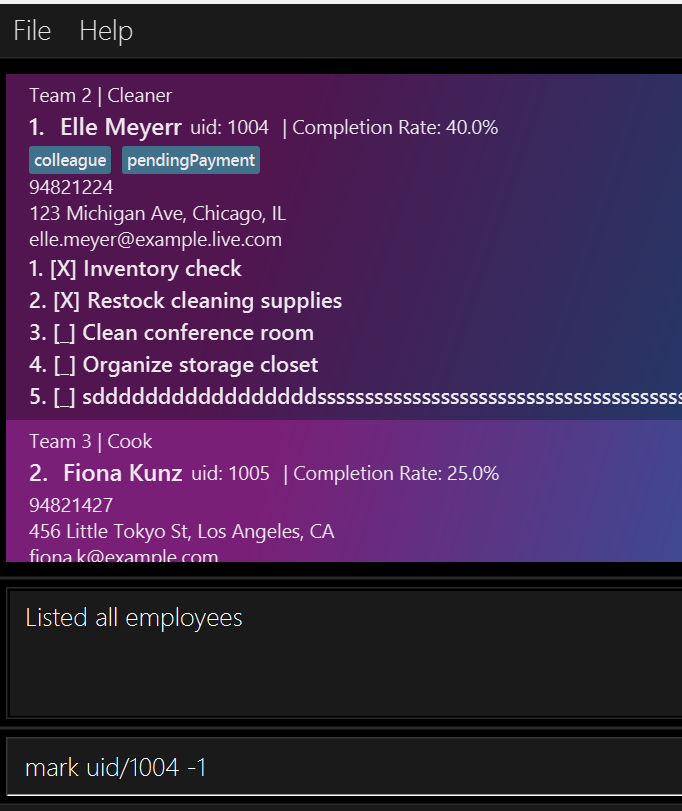 File Help
Team 2 | Cleaner
1. Elle Meyerr uid: 1004 | Completion Rate: 40.0%
colleague pendingPayment
94821224
123 Michigan Ave, Chicago, IL
elle.meyer@example.live.com
1. [X] Inventory check
2. [X] Restock cleaning supplies
3. [_] Clean conference room
4. [_] Organize storage closet
5. [_]
Team 3 | Cook
2. Fiona Kunz uid: 1005 | Completion Rate: 25.0%
94821427
456 Little Tokyo St, Los Angeles, CA
fiona.k@example.com
Listed all employees
mark uid/1004 -1